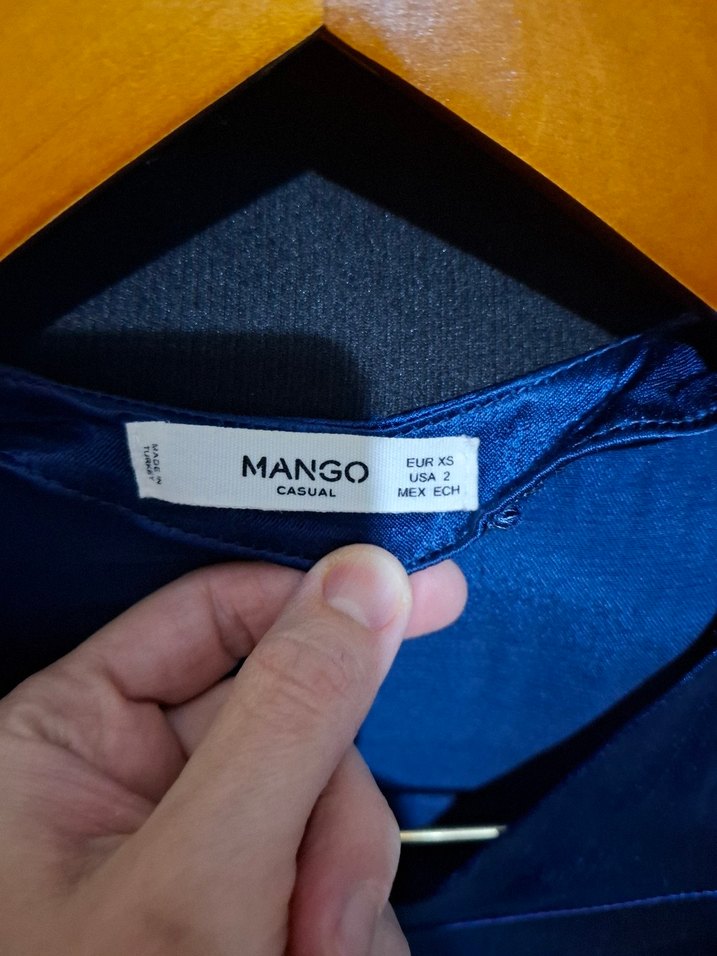 MADE IN
TURKEY
MANGO
CASUAL
EUR XS
USA 2
MEX ECH